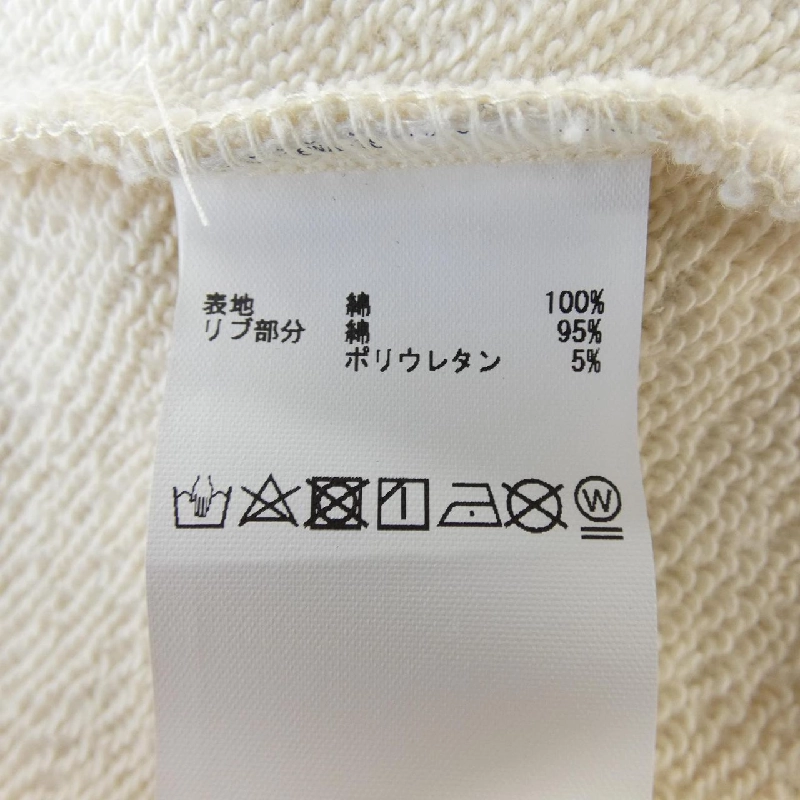 表地 綿 100%
リブ部分 綿 95%
ポリウレタン 5%
W